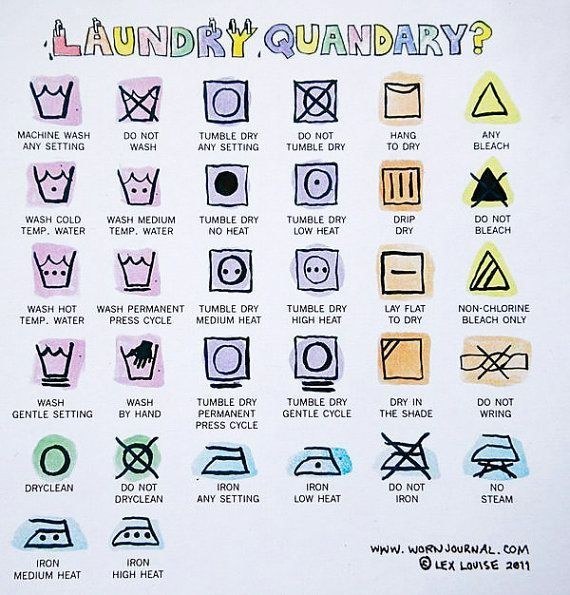 LAUNDRY QUANDARY?
MACHINE WASH
ANY SETTING
DO NOT
WASH
TUMBLE DRY
ANY SETTING
DO NOT
TUMBLE DRY
HANG
TO DRY
ANY
BLEACH
WASH COLD
TEMP. WATER
WASH MEDIUM
TEMP. WATER
TUMBLE DRY
NO HEAT
TUMBLE DRY
LOW HEAT
DRIP
DRY
DO NOT
BLEACH
WASH HOT
TEMP. WATER
WASH PERMANENT
PRESS CYCLE
TUMBLE DRY
MEDIUM HEAT
TUMBLE DRY
HIGH HEAT
LAY FLAT
TO DRY
NON-CHLORINE
BLEACH ONLY
WASH
GENTLE SETTING
WASH
BY HAND
TUMBLE DRY
PERMANENT
PRESS CYCLE
TUMBLE DRY
GENTLE CYCLE
DRY IN
THE SHADE
DO NOT
WRING
DRYCLEAN
DO NOT
DRYCLEAN
IRON
ANY SETTING
IRON
LOW HEAT
DO NOT
IRON
NO
STEAM
IRON
MEDIUM HEAT
IRON
HIGH HEAT
WWW.WORNJOURNAL.COM
© LEX LOUISE 2011